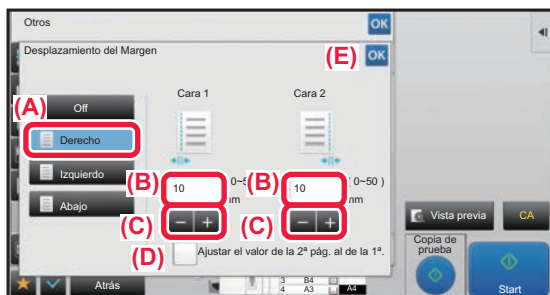 Otros
OK
Desplazamiento del Margen
(E)
OK
Cara 1
Cara 2
(A)
Off
Derecho
Izquierdo
Abajo
(B)
10
mm
(B)
10
( 0~50 )
mm
(C)
− +
(C)
− +
(D)
Ajustar el valor de la 2ª pág. al de la 1ª.
Vista previa
CA
Copia de
prueba
Start
Atrás
3 B4
4 A3
A4